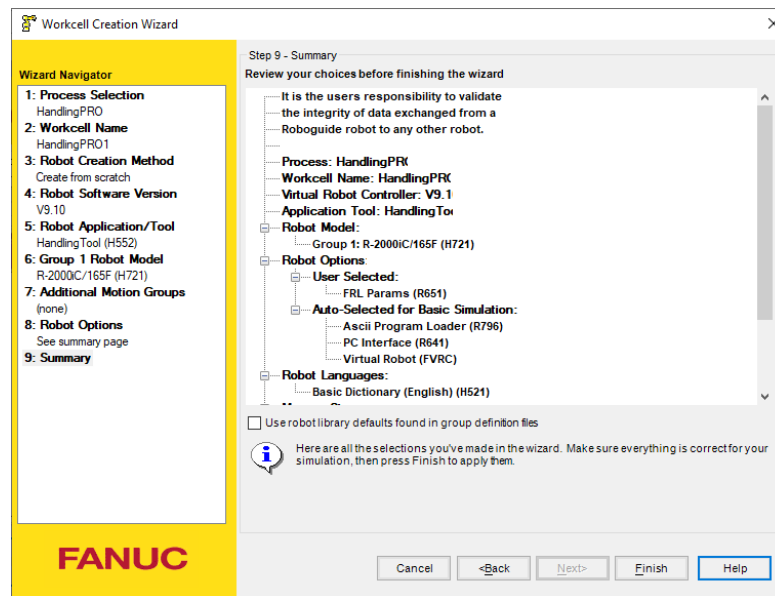 Workcell Creation Wizard
Wizard Navigator
1: Process Selection
HandlingPRO
2: Workcell Name
HandlingPRO1
3: Robot Creation Method
Create from scratch
4: Robot Software Version
V9.10
5: Robot Application/Tool
HandlingTool (H552)
6: Group 1 Robot Model
R-2000iC/165F (H721)
7: Additional Motion Groups
(none)
8: Robot Options
See summary page
9: Summary
FANUC
Step 9 - Summary
Review your choices before finishing the wizard
It is the users responsibility to validate
the integrity of data exchanged from a
Roboguide robot to any other robot.
Process: HandlingPR
Workcell Name: HandlingPR
Virtual Robot Controller: V9.1
Application Tool: HandlingToo
Robot Model:
Group 1: R-2000iC/165F (H721)
Robot Options:
User Selected:
FRL Params (R651)
Auto-Selected for Basic Simulation:
Ascii Program Loader (R796)
PC Interface (R641)
Virtual Robot (FVRC)
Robot Languages:
Basic Dictionary (English) (H521)
Use robot library defaults found in group definition files
Here are all the selections you've made in the wizard. Make sure everything is correct for your
simulation, then press Finish to apply them.
Cancel
<Back
Next>
Finish
Help